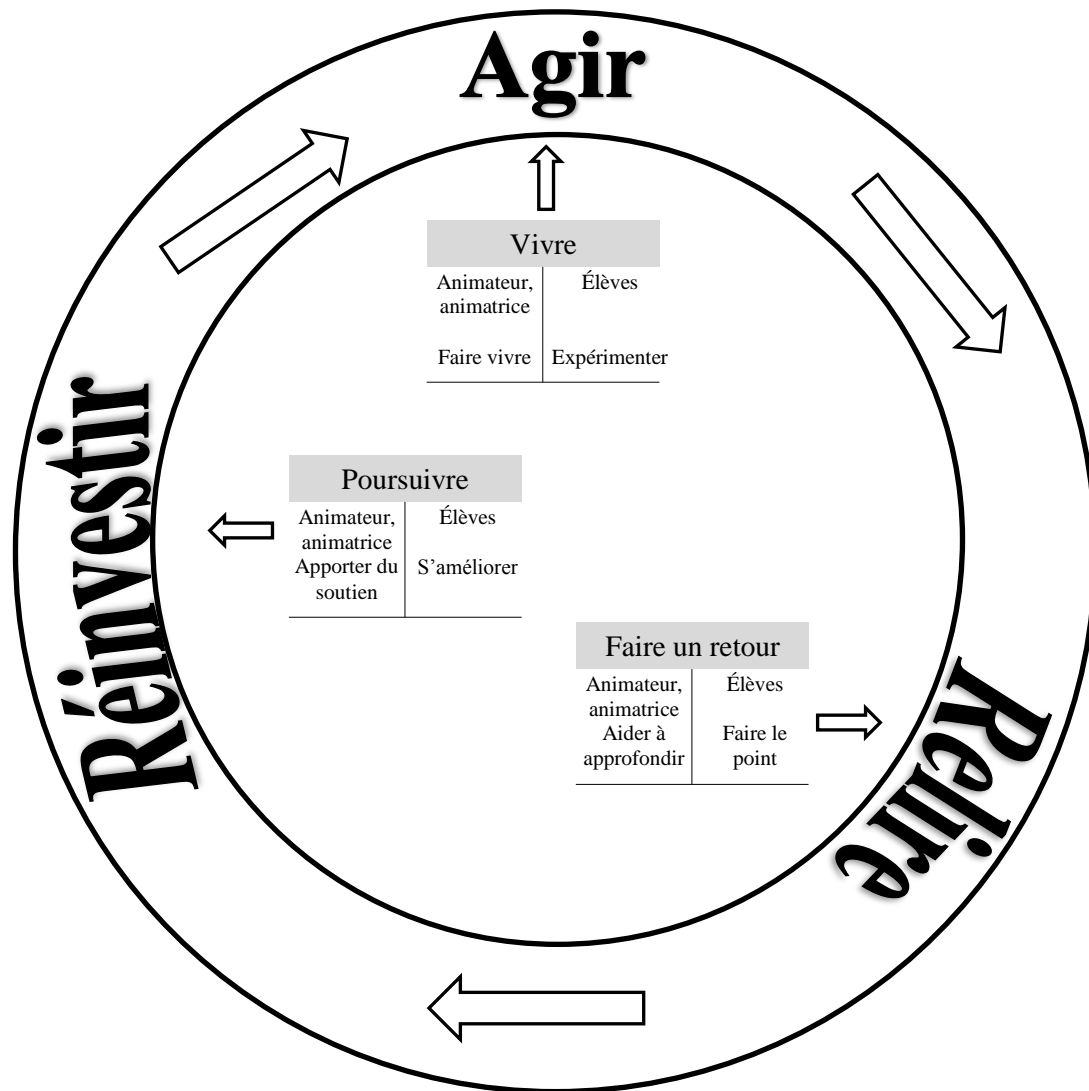 Agir
Vivre
Animateur,
animatrice
Élèves
Faire vivre
Expérimenter
Réinvestir
Poursuivre
Animateur,
animatrice
Apporter du
soutien
Élèves
S’améliorer
Faire un retour
Animateur,
animatrice
Aider à
approfondir
Élèves
Faire le
point
Relire